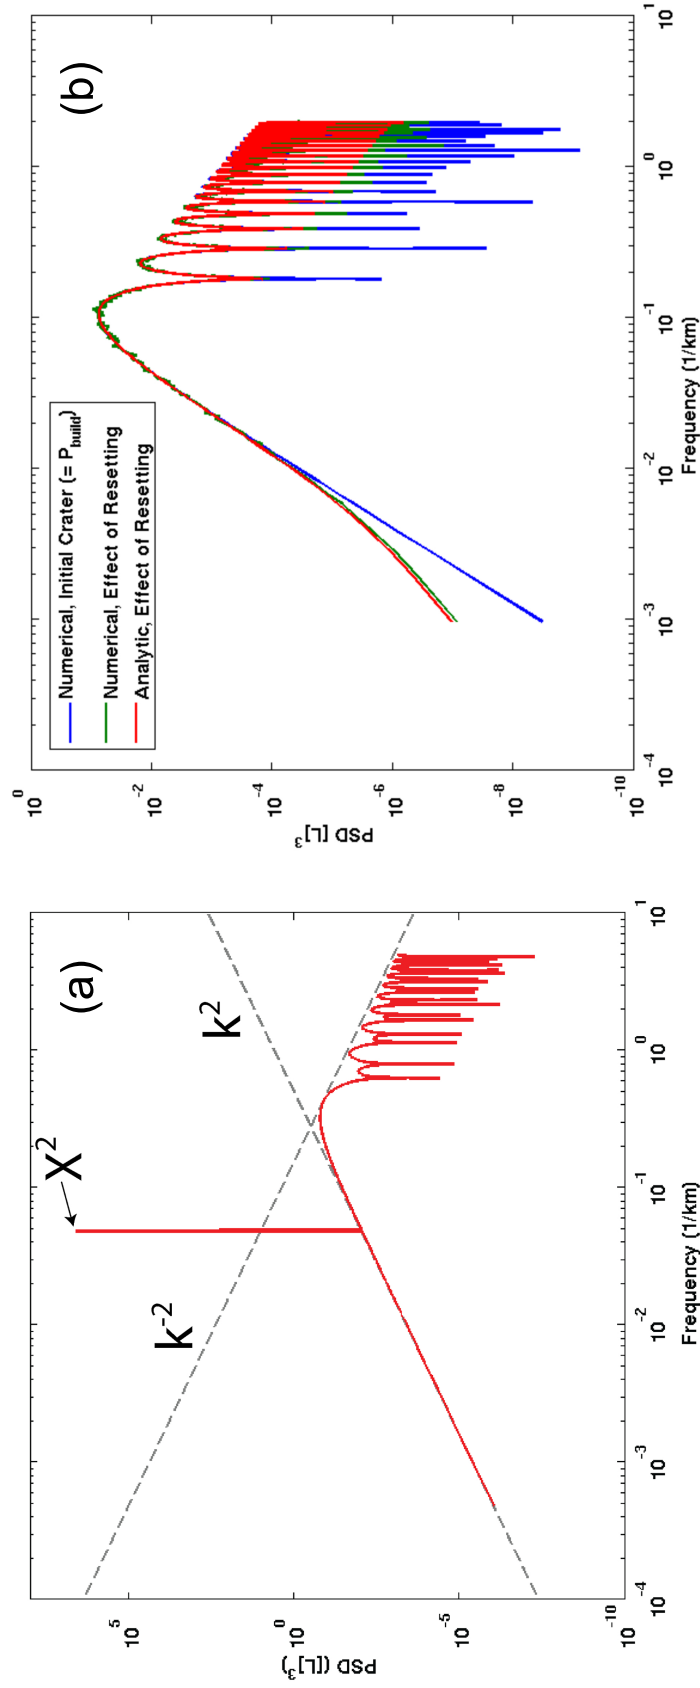 (a)
X²
k²
k⁻²
10⁵
10⁰
10⁻⁵
10⁻¹⁰
PSD ([L]³)
10⁻⁴
10⁻³
10⁻²
10⁻¹
10⁰
10¹
Frequency (1/km)
(b)
Numerical, Initial Crater (= P_build)
Numerical, Effect of Resetting
Analytic, Effect of Resetting
10⁰
10⁻²
10⁻⁴
10⁻⁶
10⁻⁸
10⁻¹⁰
PSD [L]³
10⁻⁴
10⁻³
10⁻²
10⁻¹
10⁰
10¹
Frequency (1/km)